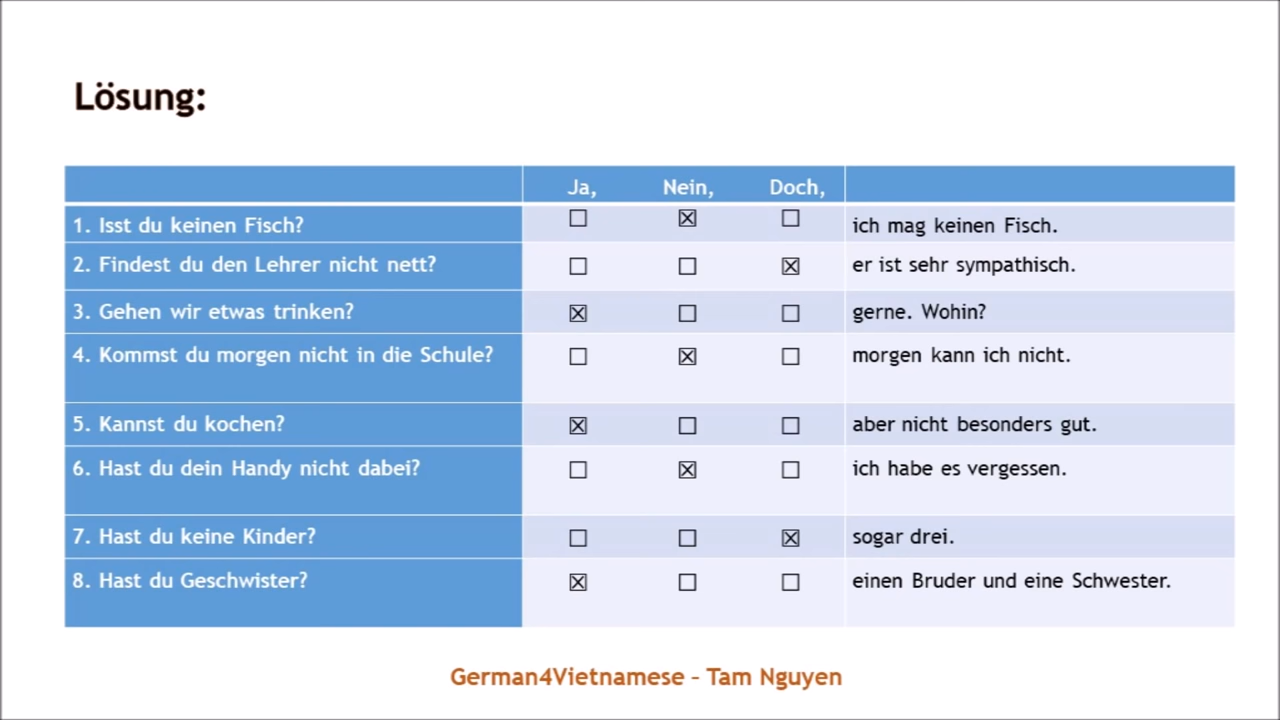 Lösung:
Ja, Nein, Doch,
1. Isst du keinen Fisch? ☐ ☒ ☐ ich mag keinen Fisch.
2. Findest du den Lehrer nicht nett? ☐ ☐ ☒ er ist sehr sympathisch.
3. Gehen wir etwas trinken? ☒ ☐ ☐ gerne. Wohin?
4. Kommst du morgen nicht in die Schule? ☐ ☒ ☐ morgen kann ich nicht.
5. Kannst du kochen? ☒ ☐ ☐ aber nicht besonders gut.
6. Hast du dein Handy nicht dabei? ☐ ☒ ☐ ich habe es vergessen.
7. Hast du keine Kinder? ☐ ☐ ☒ sogar drei.
8. Hast du Geschwister? ☒ ☐ ☐ einen Bruder und eine Schwester.
German4Vietnamese – Tam Nguyen